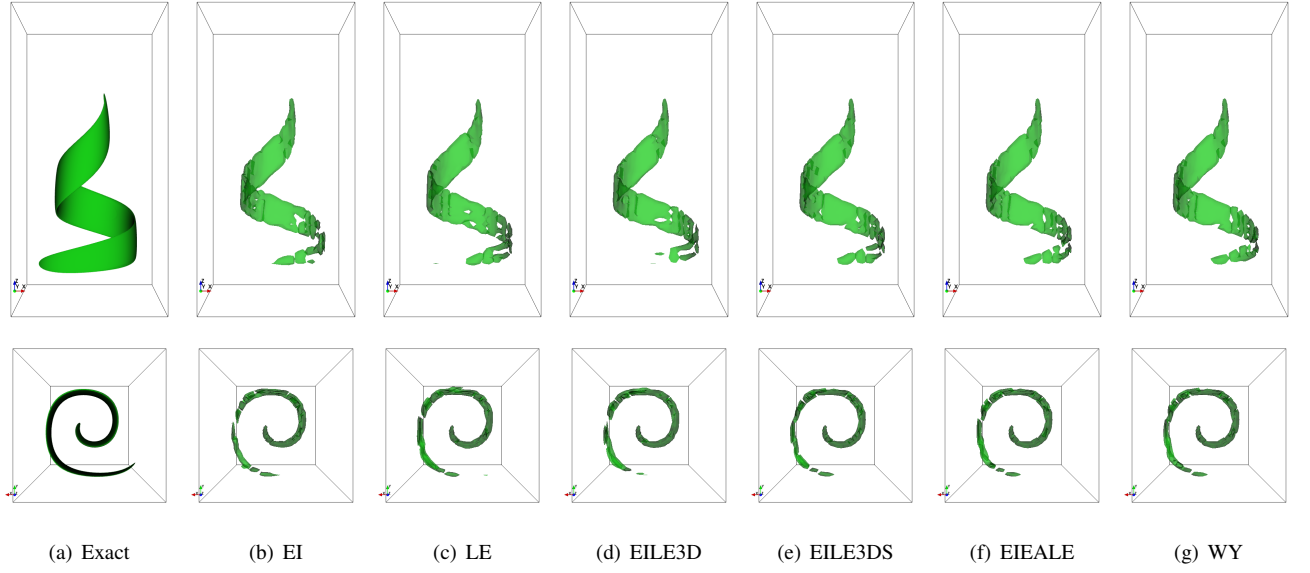 (a) Exact
(b) EI
(c) LE
(d) EILE3D
(e) EILE3DS
(f) EIEALE
(g) WY